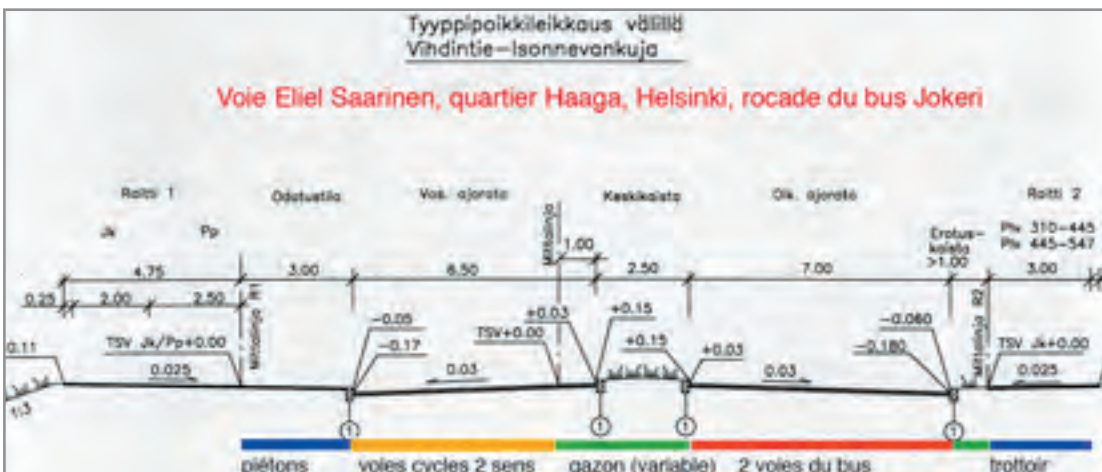 Tyyppipoikkileikkaus välillä
Vihdintie-Isonnevankuja
Voie Eliel Saarinen, quartier Haaga, Helsinki, rocade du bus Jokeri
Raitti 1 Odotustila Vas. ajorata Keskikaista Oik. ajorata Raitti 2
Jk Pp Mittalinja 1.00 Erotus- Plv 310-445
kaista Plv 445-547
>1.00
4.75 3.00 6.50 2.50 7.00 3.00
0.25 2.00 2.50 Mittalinja R1 Mittalinja R2
-0.05 +0.03 +0.15 -0.060
0.11 TSV Jk/Pp+0.00 -0.17 TSV+0.00 +0.15 +0.03 -0.180 TSV Jk+0.00
0.025 0.03 0.03 0.025
1:3
1 1 1 1
piétons voies cycles 2 sens gazon (variable) 2 voies du bus trottoir